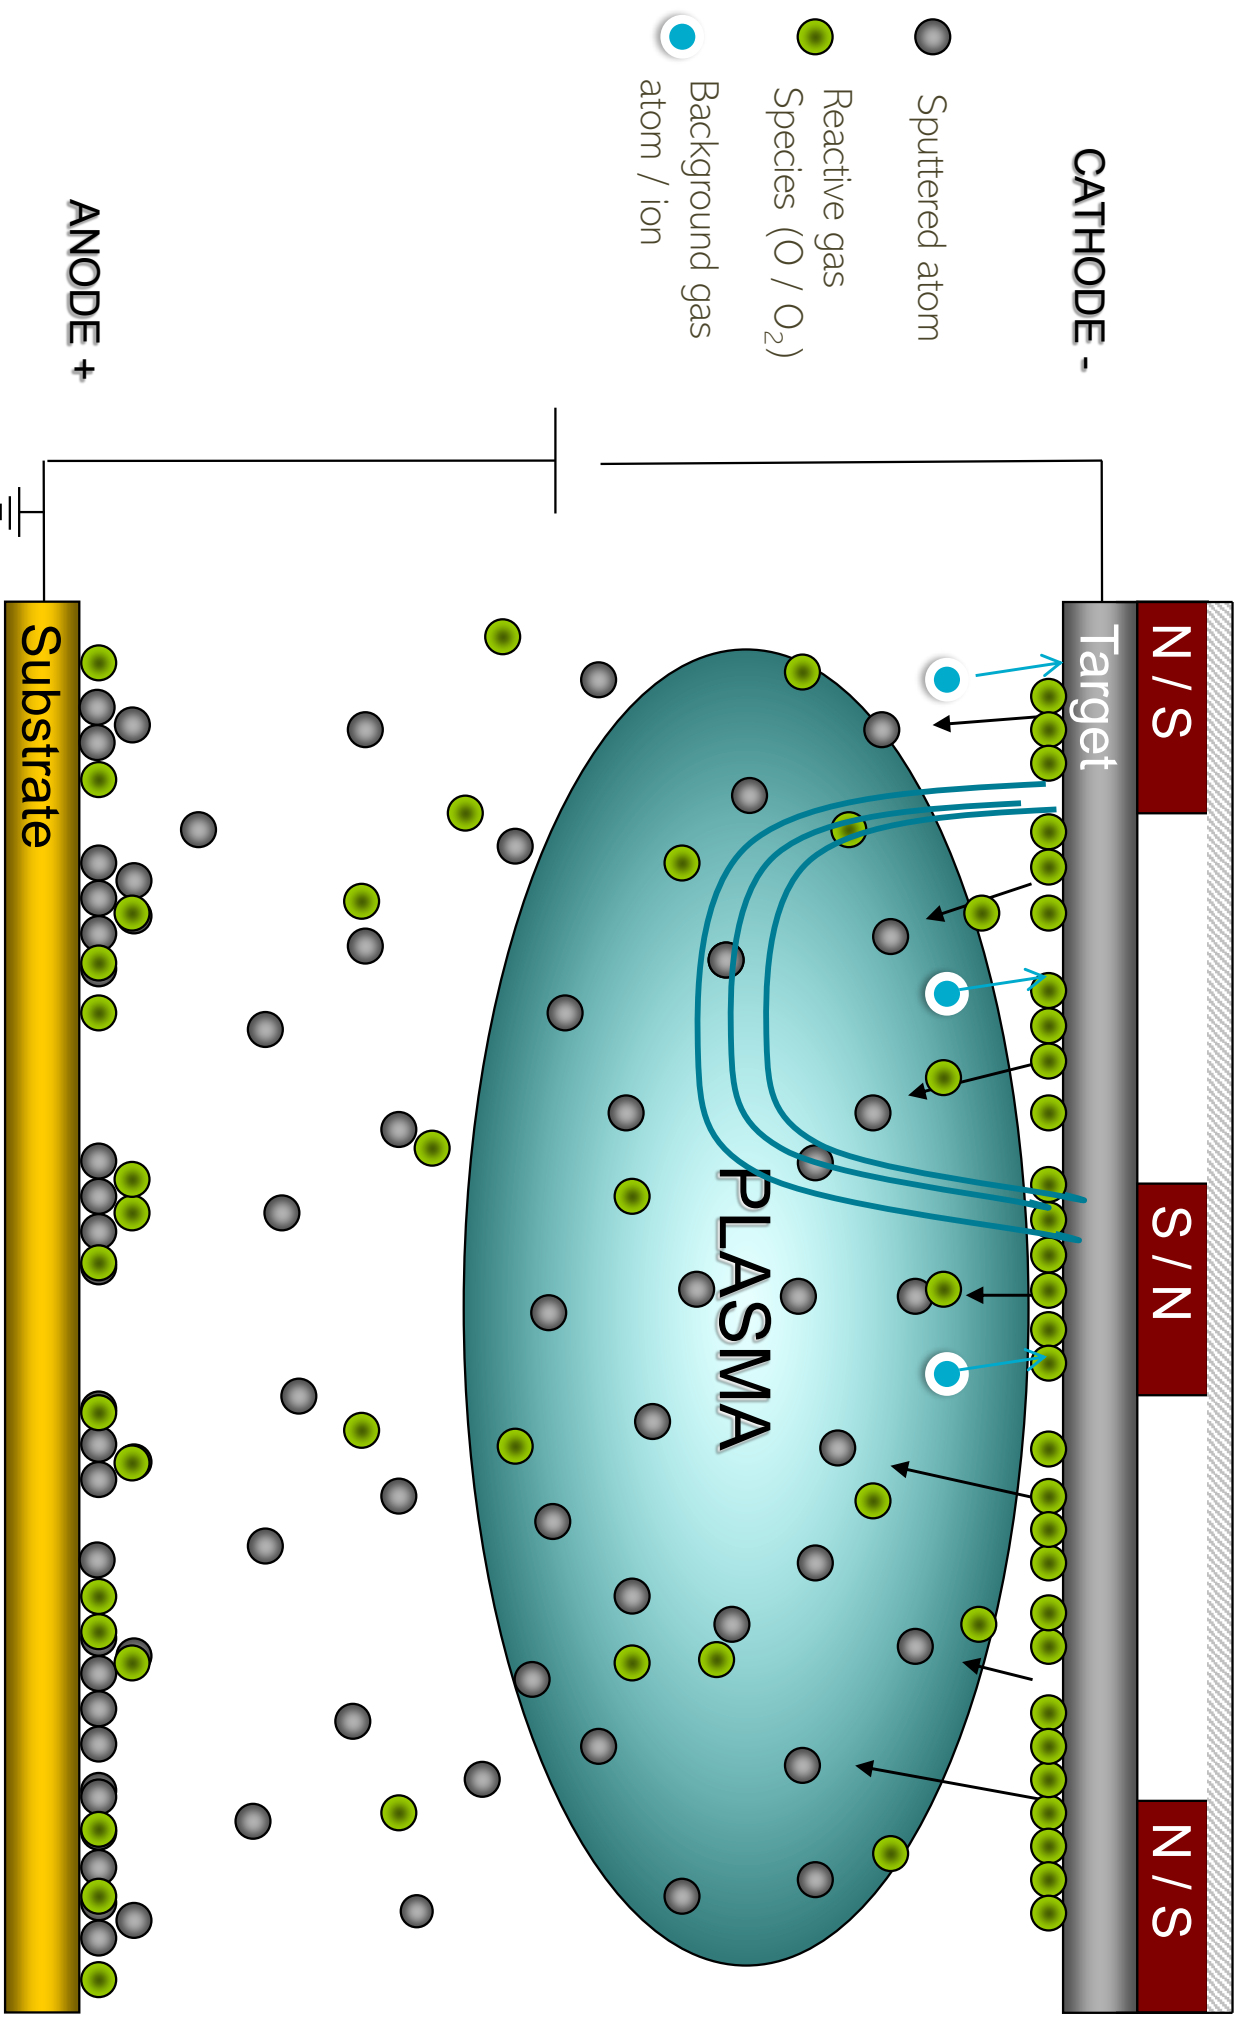 N / S
S / N
N / S
Target
CATHODE -
Sputtered atom
Reactive gas
Species (O / O₂)
Background gas
atom / ion
PLASMA
ANODE +
Substrate